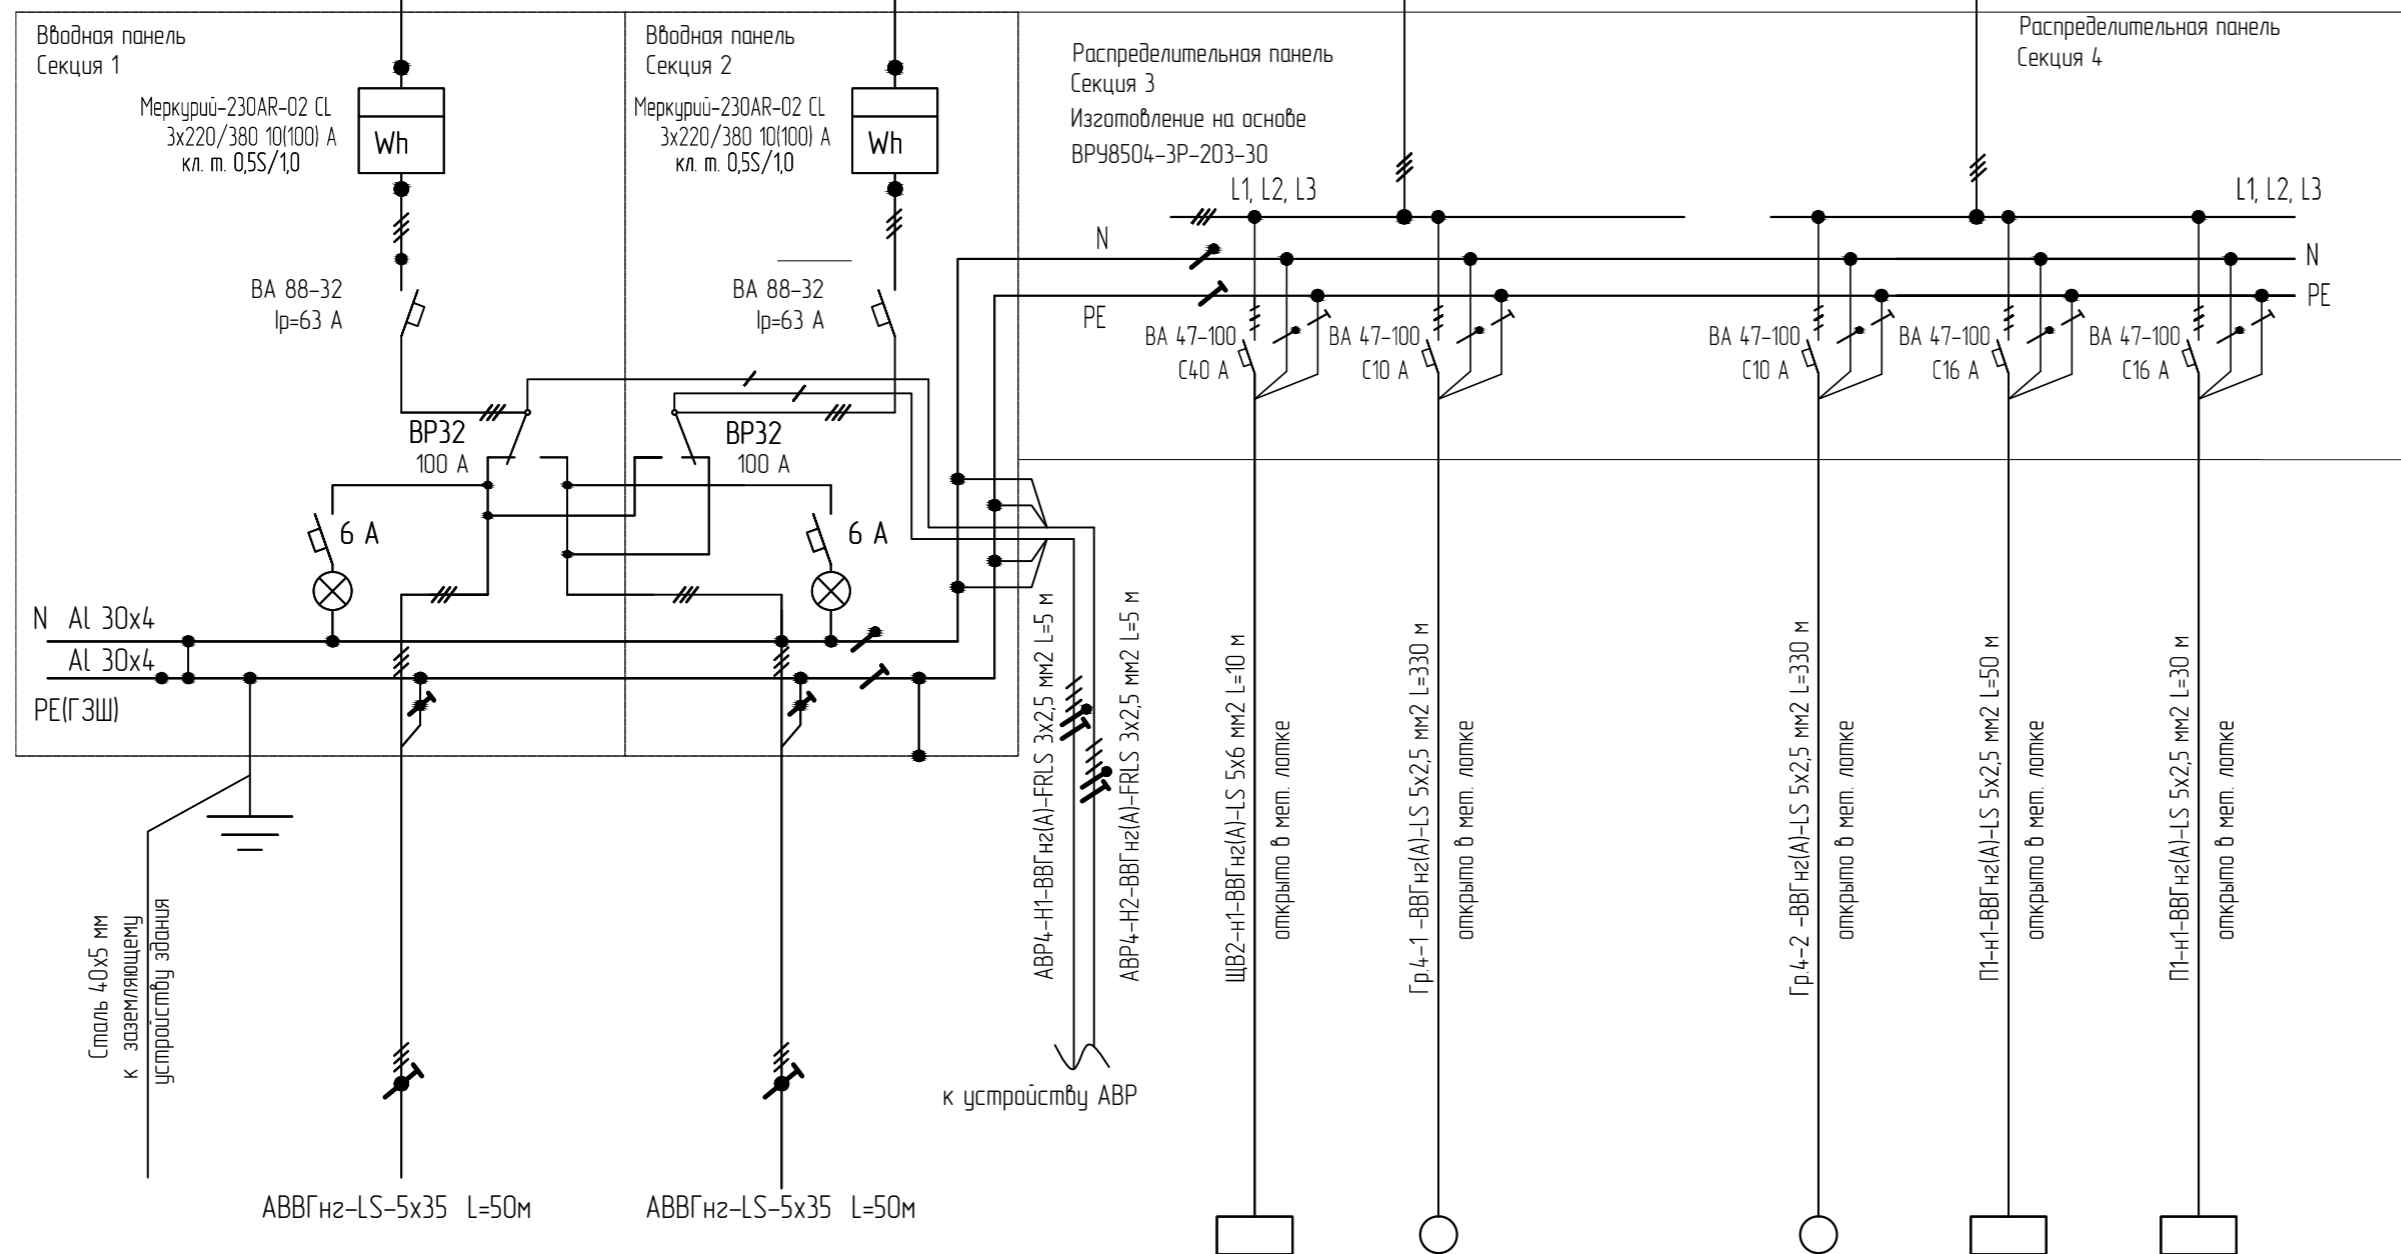 Вводная панель
Секция 1
Меркурий-230AR-02 CL
3х220/380 10(100) А
кл. т. 0,5S/1,0
Wh
ВА 88-32
Iр=63 А
ВР32
100 А
6 А
N Al 30х4
Al 30х4
PE(ГЗШ)
Сталь 40х5 мм
к заземляющему
устройству здания
АВВГнг-LS-5х35 L=50м
Вводная панель
Секция 2
Меркурий-230AR-02 CL
3х220/380 10(100) А
кл. т. 0,5S/1,0
Wh
ВА 88-32
Iр=63 А
ВР32
100 А
6 А
АВВГнг-LS-5х35 L=50м
АВР4-Н1-ВВГнг(А)-FRLS 3х2,5 мм2 L=5 м
АВР4-Н2-ВВГнг(А)-FRLS 3х2,5 мм2 L=5 м
к устройству АВР
Распределительная панель
Секция 3
Изготовление на основе
ВРУ8504-3Р-203-30
L1, L2, L3
N
PE
ВА 47-100
С40 А
ВА 47-100
С10 А
ЩВ2-н1-ВВГнг(А)-LS 5х6 мм2 L=10 м
открыто в мет. лотке
Гр.4-1 -ВВГнг(А)-LS 5х2,5 мм2 L=330 м
открыто в мет. лотке
Распределительная панель
Секция 4
L1, L2, L3
N
PE
ВА 47-100
С10 А
ВА 47-100
С16 А
ВА 47-100
С16 А
Гр.4-2 -ВВГнг(А)-LS 5х2,5 мм2 L=330 м
открыто в мет. лотке
П1-н1-ВВГнг(А)-LS 5х2,5 мм2 L=50 м
открыто в мет. лотке
П1-н1-ВВГнг(А)-LS 5х2,5 мм2 L=30 м
открыто в мет. лотке